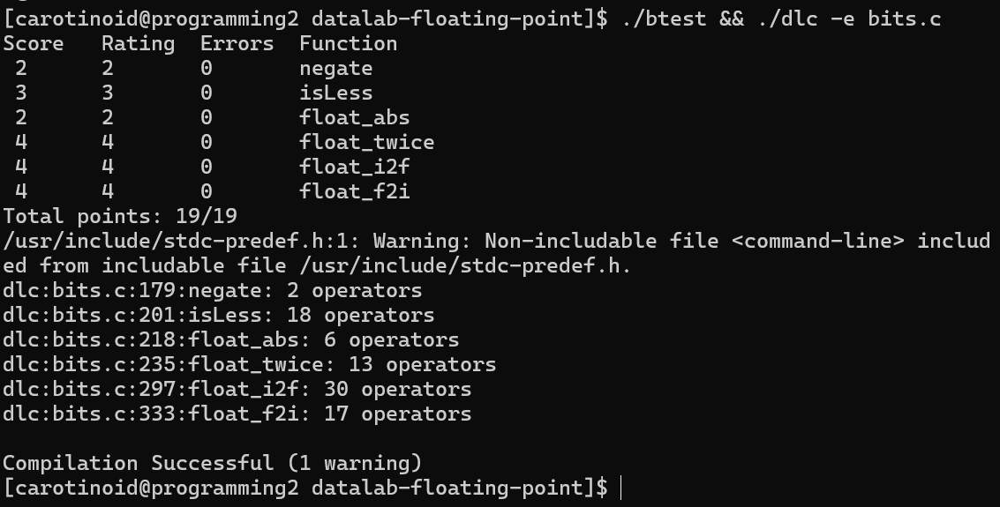 [carotinoid@programming2 datalab-floating-point]$ ./btest && ./dlc -e bits.c
Score   Rating  Errors  Function
 2      2       0       negate
 3      3       0       isLess
 2      2       0       float_abs
 4      4       0       float_twice
 4      4       0       float_i2f
 4      4       0       float_f2i
Total points: 19/19
/usr/include/stdc-predef.h:1: Warning: Non-includable file <command-line> includ
ed from includable file /usr/include/stdc-predef.h.
dlc:bits.c:179:negate: 2 operators
dlc:bits.c:201:isLess: 18 operators
dlc:bits.c:218:float_abs: 6 operators
dlc:bits.c:235:float_twice: 13 operators
dlc:bits.c:297:float_i2f: 30 operators
dlc:bits.c:333:float_f2i: 17 operators

Compilation Successful (1 warning)
[carotinoid@programming2 datalab-floating-point]$